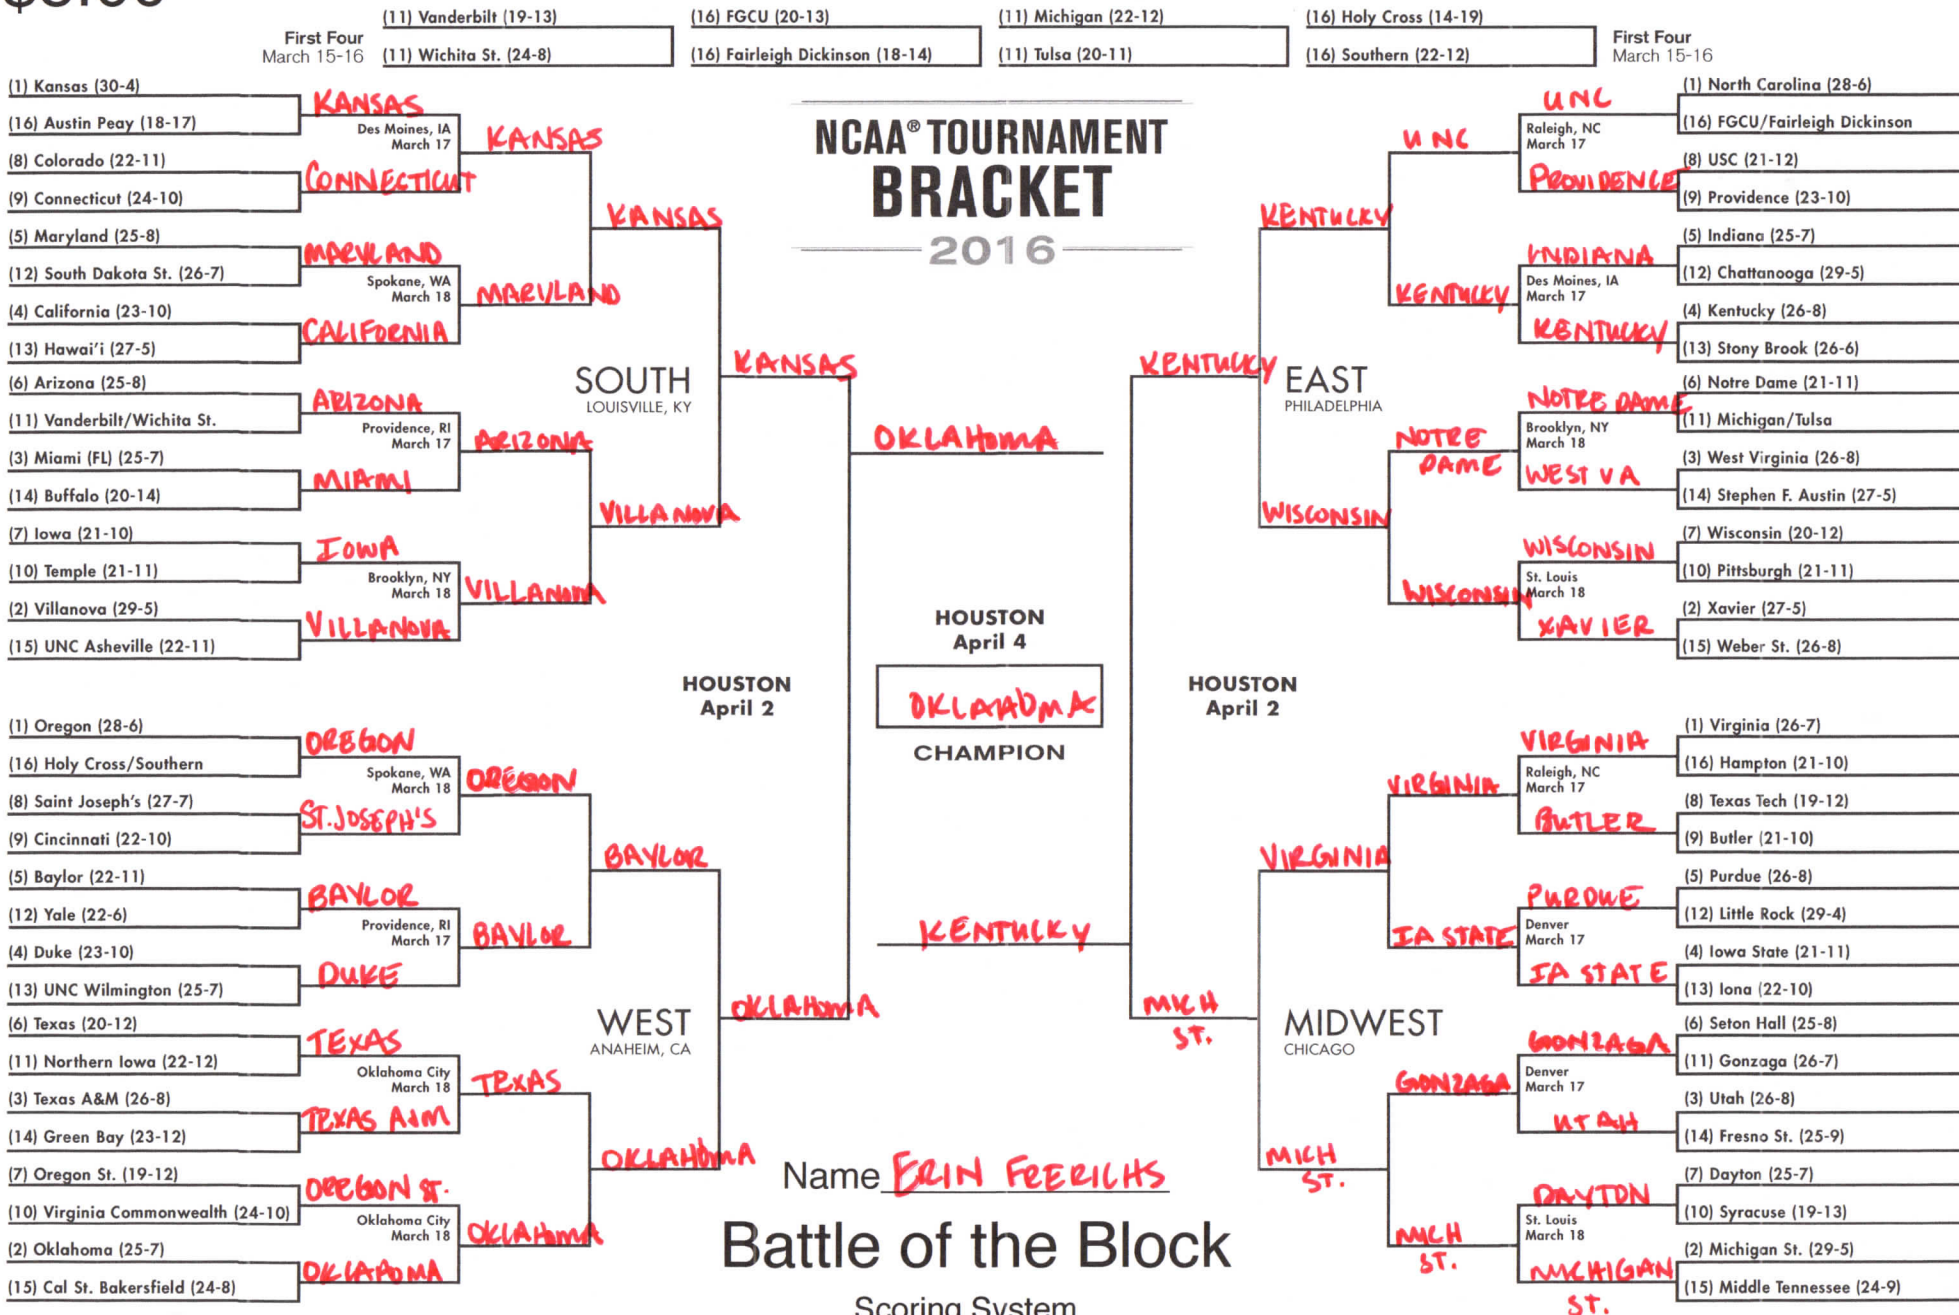 $5.00
First Four
March 15-16
(11) Vanderbilt (19-13)
(11) Wichita St. (24-8)
(16) FGCU (20-13)
(16) Fairleigh Dickinson (18-14)
(11) Michigan (22-12)
(11) Tulsa (20-11)
(16) Holy Cross (14-19)
(16) Southern (22-12)
First Four
March 15-16
NCAA® TOURNAMENT
BRACKET
2016
(1) Kansas (30-4)
(16) Austin Peay (18-17)
(8) Colorado (22-11)
(9) Connecticut (24-10)
(5) Maryland (25-8)
(12) South Dakota St. (26-7)
(4) California (23-10)
(13) Hawai'i (27-5)
(6) Arizona (25-8)
(11) Vanderbilt/Wichita St.
(3) Miami (FL) (25-7)
(14) Buffalo (20-14)
(7) Iowa (21-10)
(10) Temple (21-11)
(2) Villanova (29-5)
(15) UNC Asheville (22-11)
KANSAS
Des Moines, IA
March 17
CONNECTICUT
MARYLAND
Spokane, WA
March 18
CALIFORNIA
ARIZONA
Providence, RI
March 17
MIAMI
IOWA
Brooklyn, NY
March 18
VILLANOVA
KANSAS
MARYLAND
ARIZONA
VILLANOVA
KANSAS
VILLANOVA
SOUTH
LOUISVILLE, KY
KANSAS
(1) Oregon (28-6)
(16) Holy Cross/Southern
(8) Saint Joseph's (27-7)
(9) Cincinnati (22-10)
(5) Baylor (22-11)
(12) Yale (22-6)
(4) Duke (23-10)
(13) UNC Wilmington (25-7)
(6) Texas (20-12)
(11) Northern Iowa (22-12)
(3) Texas A&M (26-8)
(14) Green Bay (23-12)
(7) Oregon St. (19-12)
(10) Virginia Commonwealth (24-10)
(2) Oklahoma (25-7)
(15) Cal St. Bakersfield (24-8)
OREGON
Spokane, WA
March 18
ST. JOSEPH'S
BAYLOR
Providence, RI
March 17
DUKE
TEXAS
Oklahoma City
March 18
TEXAS A&M
OREGON ST.
Oklahoma City
March 18
OKLAHOMA
OREGON
BAYLOR
TEXAS
OKLAHOMA
BAYLOR
OKLAHOMA
WEST
ANAHEIM, CA
OKLAHOMA
HOUSTON
April 2
OKLAHOMA
HOUSTON
April 4
OKLAHOMA
CHAMPION
KENTUCKY
HOUSTON
April 2
KENTUCKY
EAST
PHILADELPHIA
KENTUCKY
WISCONSIN
UNC
KENTUCKY
NOTRE
DAME
WISCONSIN
UNC
Raleigh, NC
March 17
PROVIDENCE
INDIANA
Des Moines, IA
March 17
KENTUCKY
NOTRE DAME
Brooklyn, NY
March 18
WEST VA
WISCONSIN
St. Louis
March 18
XAVIER
(1) North Carolina (28-6)
(16) FGCU/Fairleigh Dickinson
(8) USC (21-12)
(9) Providence (23-10)
(5) Indiana (25-7)
(12) Chattanooga (29-5)
(4) Kentucky (26-8)
(13) Stony Brook (26-6)
(6) Notre Dame (21-11)
(11) Michigan/Tulsa
(3) West Virginia (26-8)
(14) Stephen F. Austin (27-5)
(7) Wisconsin (20-12)
(10) Pittsburgh (21-11)
(2) Xavier (27-5)
(15) Weber St. (26-8)
MICH
ST.
MIDWEST
CHICAGO
VIRGINIA
MICH
ST.
VIRGINIA
IA STATE
GONZAGA
MICH
ST.
VIRGINIA
Raleigh, NC
March 17
BUTLER
PURDUE
Denver
March 17
IA STATE
GONZAGA
Denver
March 17
UTAH
DAYTON
St. Louis
March 18
MICHIGAN
ST.
(1) Virginia (26-7)
(16) Hampton (21-10)
(8) Texas Tech (19-12)
(9) Butler (21-10)
(5) Purdue (26-8)
(12) Little Rock (29-4)
(4) Iowa State (21-11)
(13) Iona (22-10)
(6) Seton Hall (25-8)
(11) Gonzaga (26-7)
(3) Utah (26-8)
(14) Fresno St. (25-9)
(7) Dayton (25-7)
(10) Syracuse (19-13)
(2) Michigan St. (29-5)
(15) Middle Tennessee (24-9)
Name ERIN FRERICHS
Battle of the Block
Scoring System